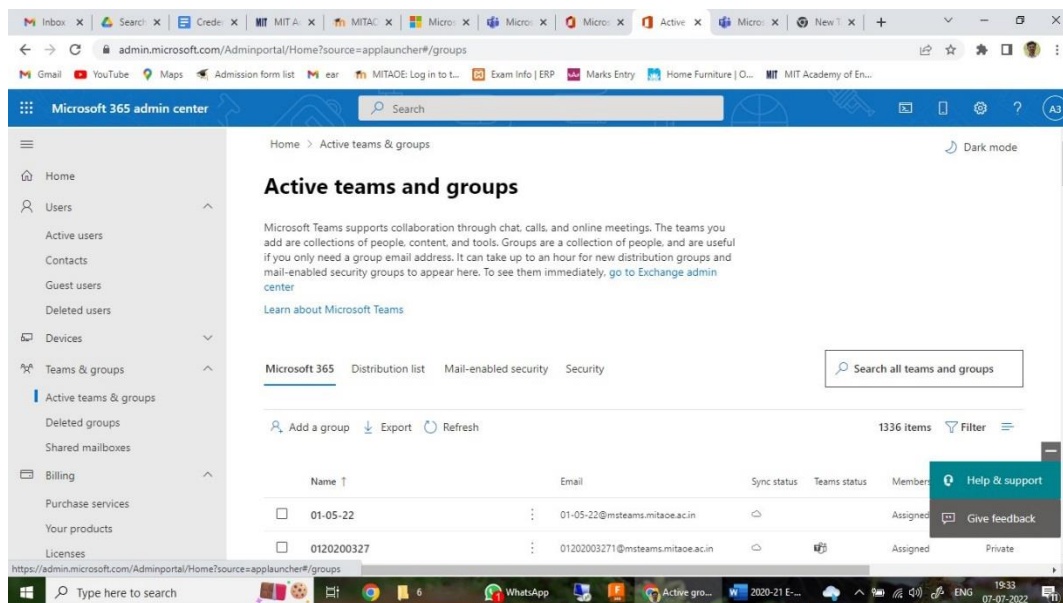 Inbox
Search
Crede
MIT A
MITAC
Micros
Micros
Micros
Active
Micros
New T
admin.microsoft.com/Adminportal/Home?source=applauncher#/groups
Gmail
YouTube
Maps
Admission form list
ear
MITAOE: Log in to t...
Exam Info | ERP
Marks Entry
Home Furniture | O...
MIT Academy of En...
Microsoft 365 admin center
Search
A3
Home > Active teams & groups
Dark mode
Home
Users
Active users
Contacts
Guest users
Deleted users
Devices
Teams & groups
Active teams & groups
Deleted groups
Shared mailboxes
Billing
Purchase services
Your products
Licenses
Active teams and groups
Microsoft Teams supports collaboration through chat, calls, and online meetings. The teams you
add are collections of people, content, and tools. Groups are a collection of people, and are useful
if you only need a group email address. It can take up to an hour for new distribution groups and
mail-enabled security groups to appear here. To see them immediately, go to Exchange admin
center
Learn about Microsoft Teams
Microsoft 365 Distribution list Mail-enabled security Security
Search all teams and groups
Add a group Export Refresh
1336 items Filter
Name ↑ Email Sync status Teams status Members
01-05-22 01-05-22@msteams.mitaoe.ac.in Assigned
0120200327 01202003271@msteams.mitaoe.ac.in Assigned Private
Help & support
Give feedback
https://admin.microsoft.com/Adminportal/Home?source=applauncher#/groups
Type here to search
6
WhatsApp
Active gro...
2020-21 E-...
ENG
19:33
07-07-2022